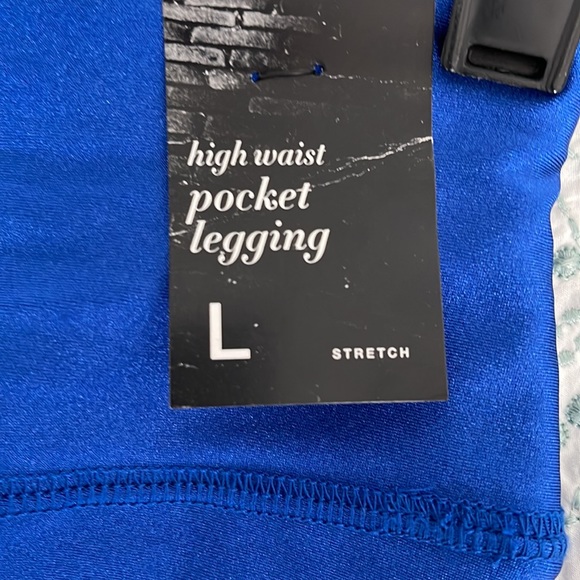 high waist
pocket
legging
L
STRETCH